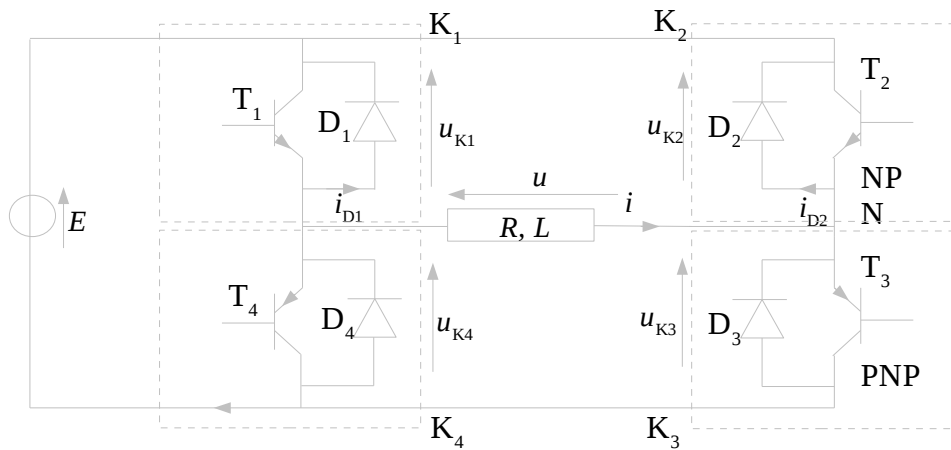 K1 K2
T1 D1 uK1 uK2 D2 T2
NP
N
E iD1 u i iD2
R, L
T4 D4 uK4 uK3 D3 T3
PNP
K4 K3